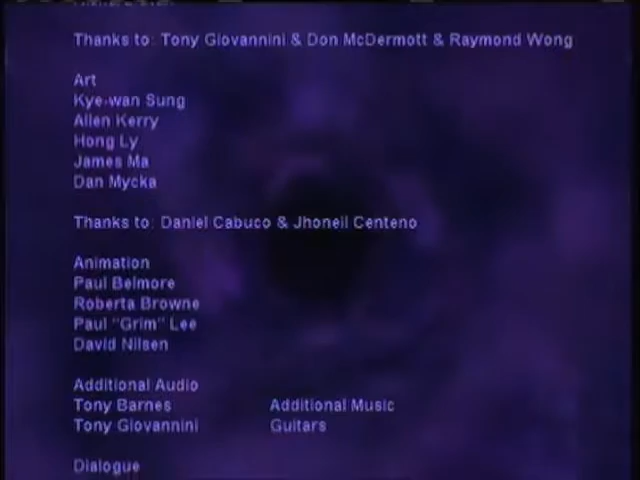 Thanks to: Tony Giovannini & Don McDermott & Raymond Wong
Art
Kye-wan Sung
Allen Kerry
Hong Ly
James Ma
Dan Mycka
Thanks to: Daniel Cabuco & Jhoneil Centeno
Animation
Paul Belmore
Roberta Browne
Paul "Grim" Lee
David Nilsen
Additional Audio
Tony Barnes Additional Music
Tony Giovannini Guitars
Dialogue